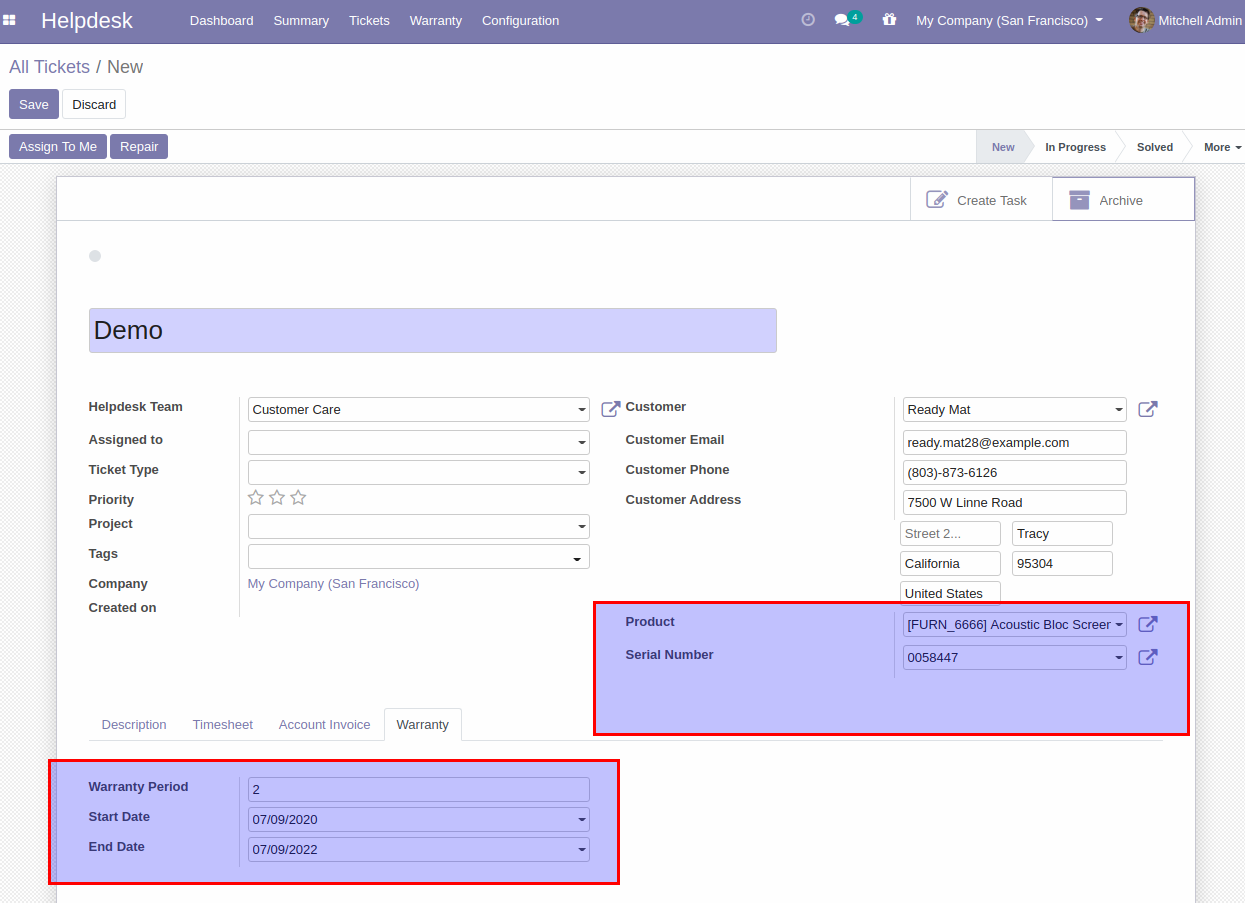 Helpdesk Dashboard Summary Tickets Warranty Configuration 4 My Company (San Francisco) Mitchell Admin
All Tickets / New
Save Discard
Assign To Me Repair New In Progress Solved More
Create Task Archive
Demo
Helpdesk Team Customer Care Customer Ready Mat
Assigned to Customer Email ready.mat28@example.com
Ticket Type Customer Phone (803)-873-6126
Priority Customer Address 7500 W Linne Road
Project Street 2... Tracy
Tags California 95304
Company My Company (San Francisco) United States
Created on
Product [FURN_6666] Acoustic Bloc Screer
Serial Number 0058447
Description Timesheet Account Invoice Warranty
Warranty Period 2
Start Date 07/09/2020
End Date 07/09/2022